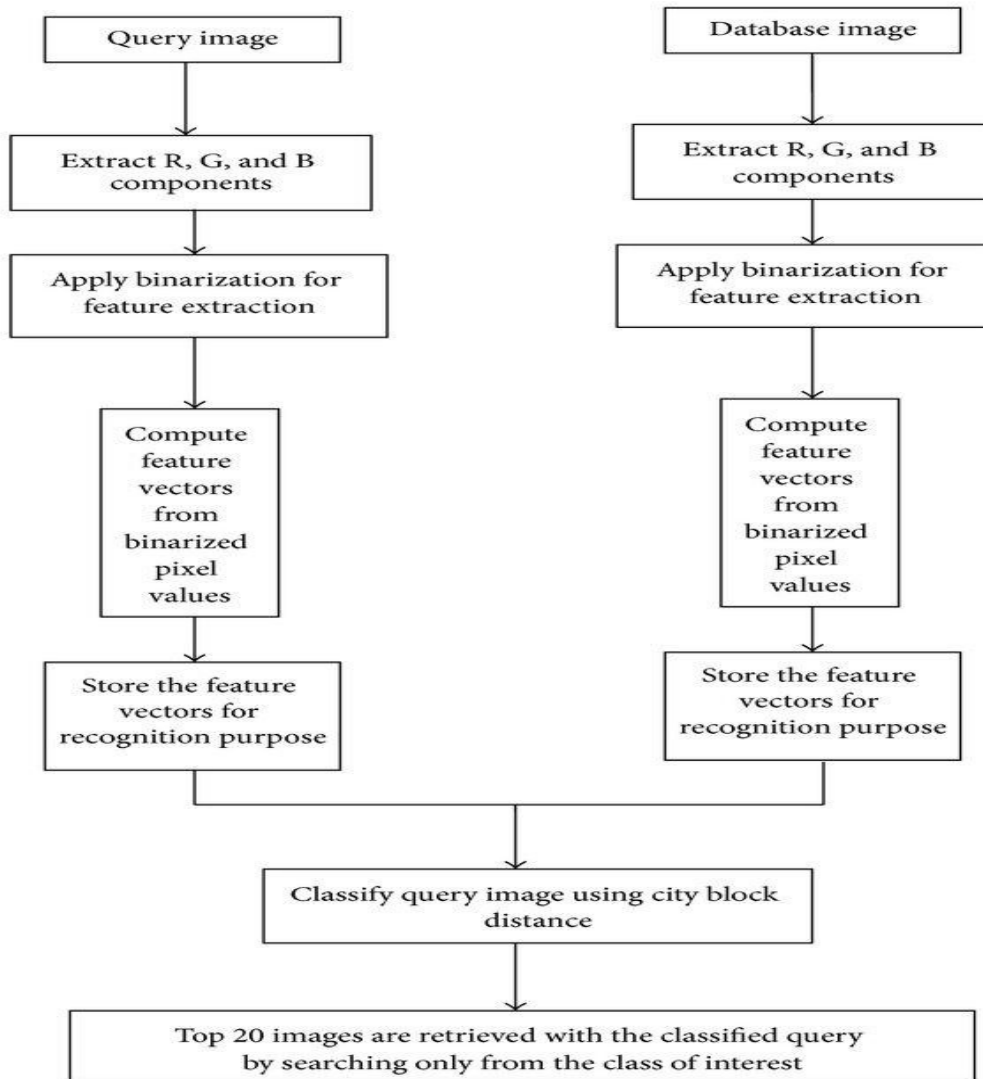 Query image
Extract R, G, and B
components
Apply binarization for
feature extraction
Compute
feature
vectors
from
binarized
pixel
values
Store the feature
vectors for
recognition purpose
Database image
Extract R, G, and B
components
Apply binarization for
feature extraction
Compute
feature
vectors
from
binarized
pixel
values
Store the feature
vectors for
recognition purpose
Classify query image using city block
distance
Top 20 images are retrieved with the classified query
by searching only from the class of interest